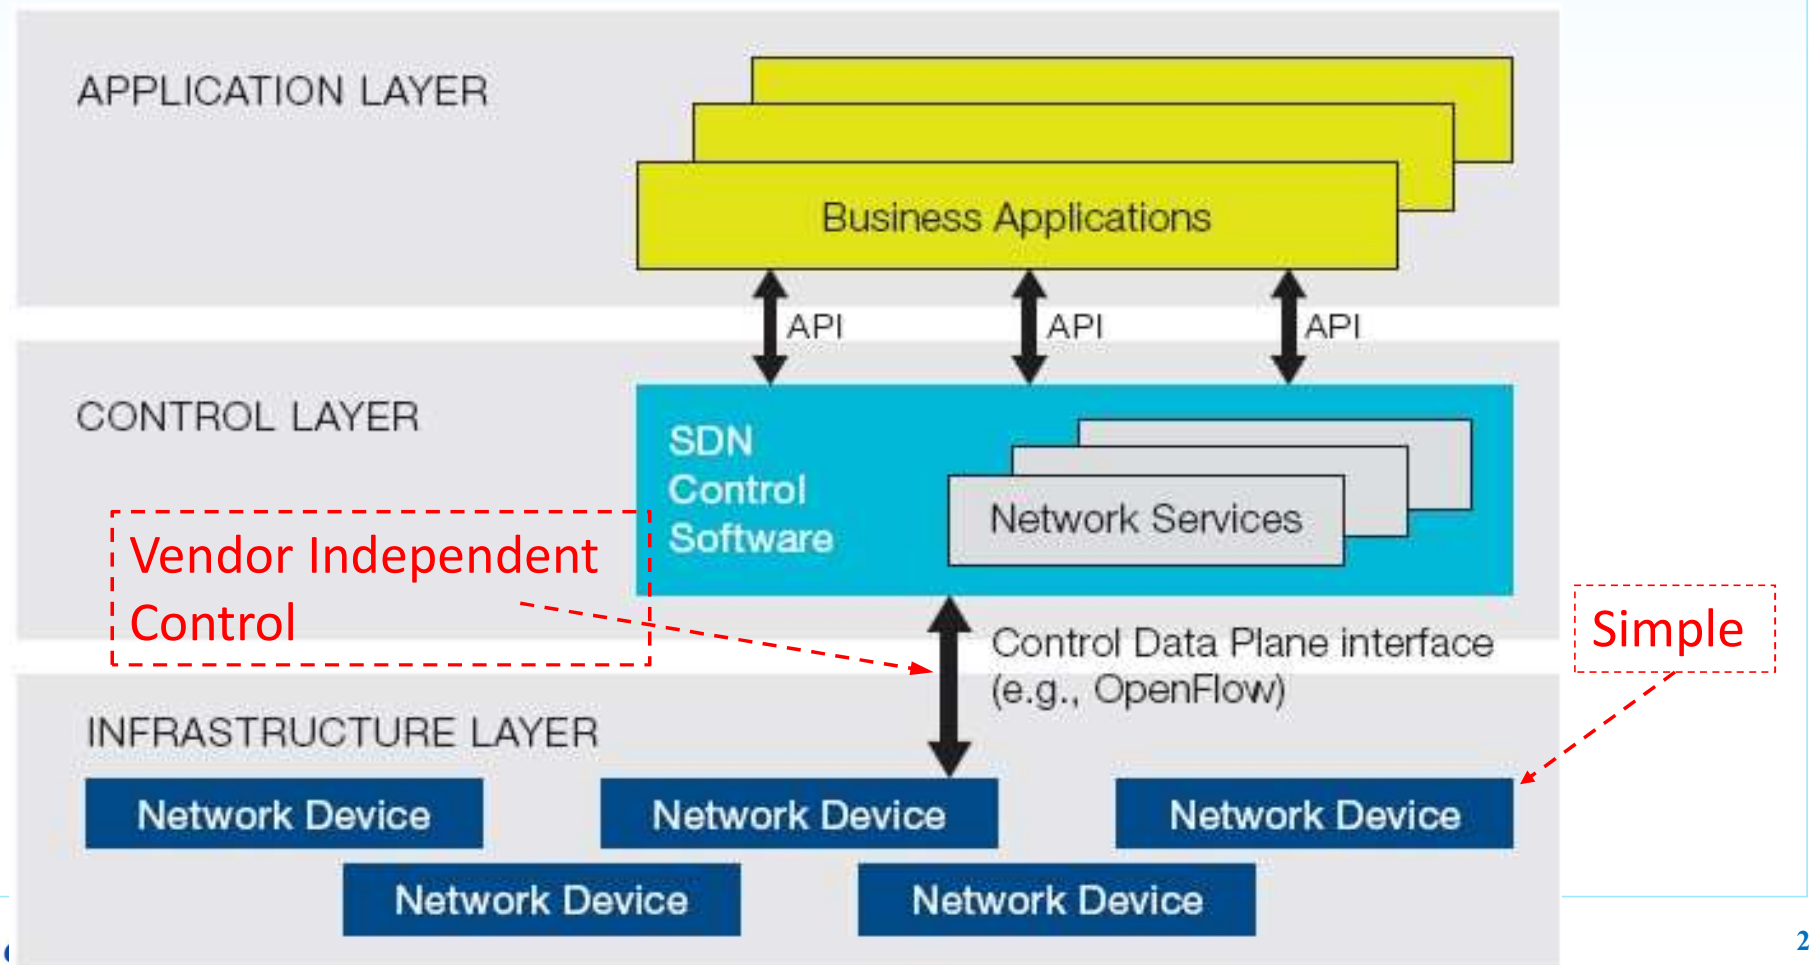 APPLICATION LAYER
Business Applications
API
API
API
CONTROL LAYER
SDN
Control
Software
Network Services
Vendor Independent
Control
Simple
Control Data Plane interface
(e.g., OpenFlow)
INFRASTRUCTURE LAYER
Network Device
Network Device
Network Device
Network Device
Network Device
2